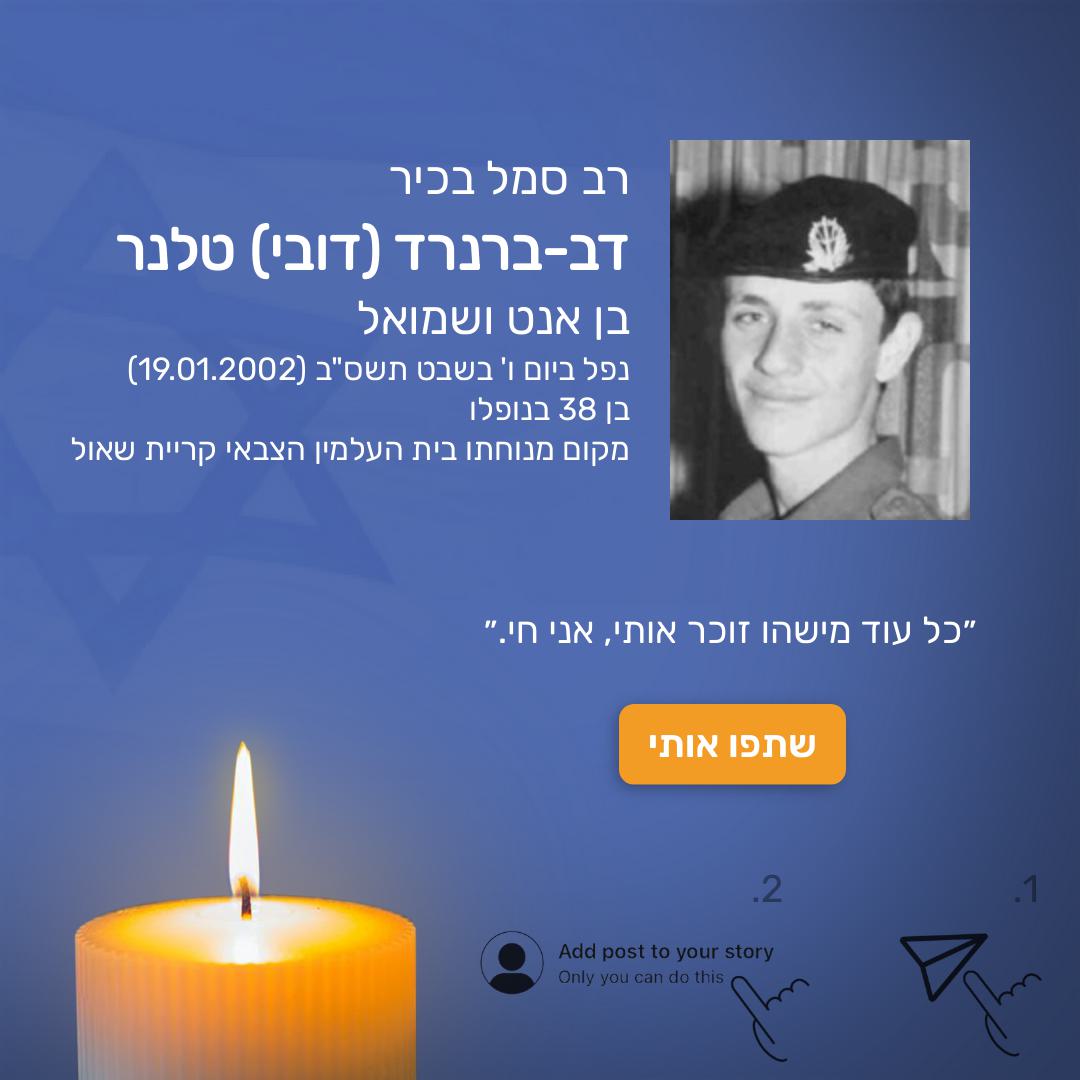 רב סמל בכיר
דב-ברנרד (דובי) טלנר
בן אנט ושמואל
נפל ביום ו' בשבט תשס"ב (19.01.2002)
בן 38 בנופלו
מקום מנוחתו בית העלמין הצבאי קריית שאול
״כל עוד מישהו זוכר אותי, אני חי.״
שתפו אותי
.1
.2
Add post to your story
Only you can do this